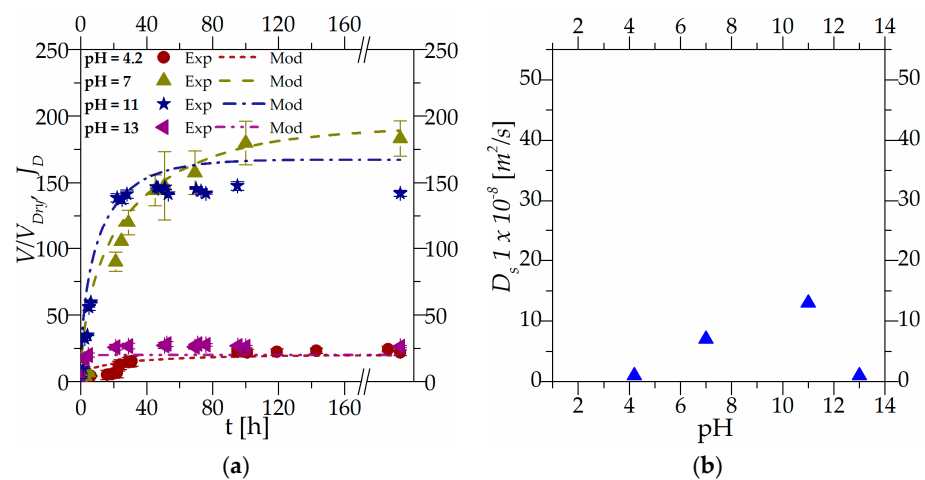 (a)
0 40 80 120 160
250 250
pH = 4.2 Exp Mod
pH = 7 Exp Mod
pH = 11 Exp Mod
pH = 13 Exp Mod
200 200
150 150
100 100
50 50
0 0
V/V_Dry, J_D
0 40 80 120 160
t [h]
(a)
(b)
2 4 6 8 10 12 14
50 50
40 40
30 30
20 20
10 10
0 0
D_s 1 x 10^-8 [m^2/s]
2 4 6 8 10 12 14
pH
(b)